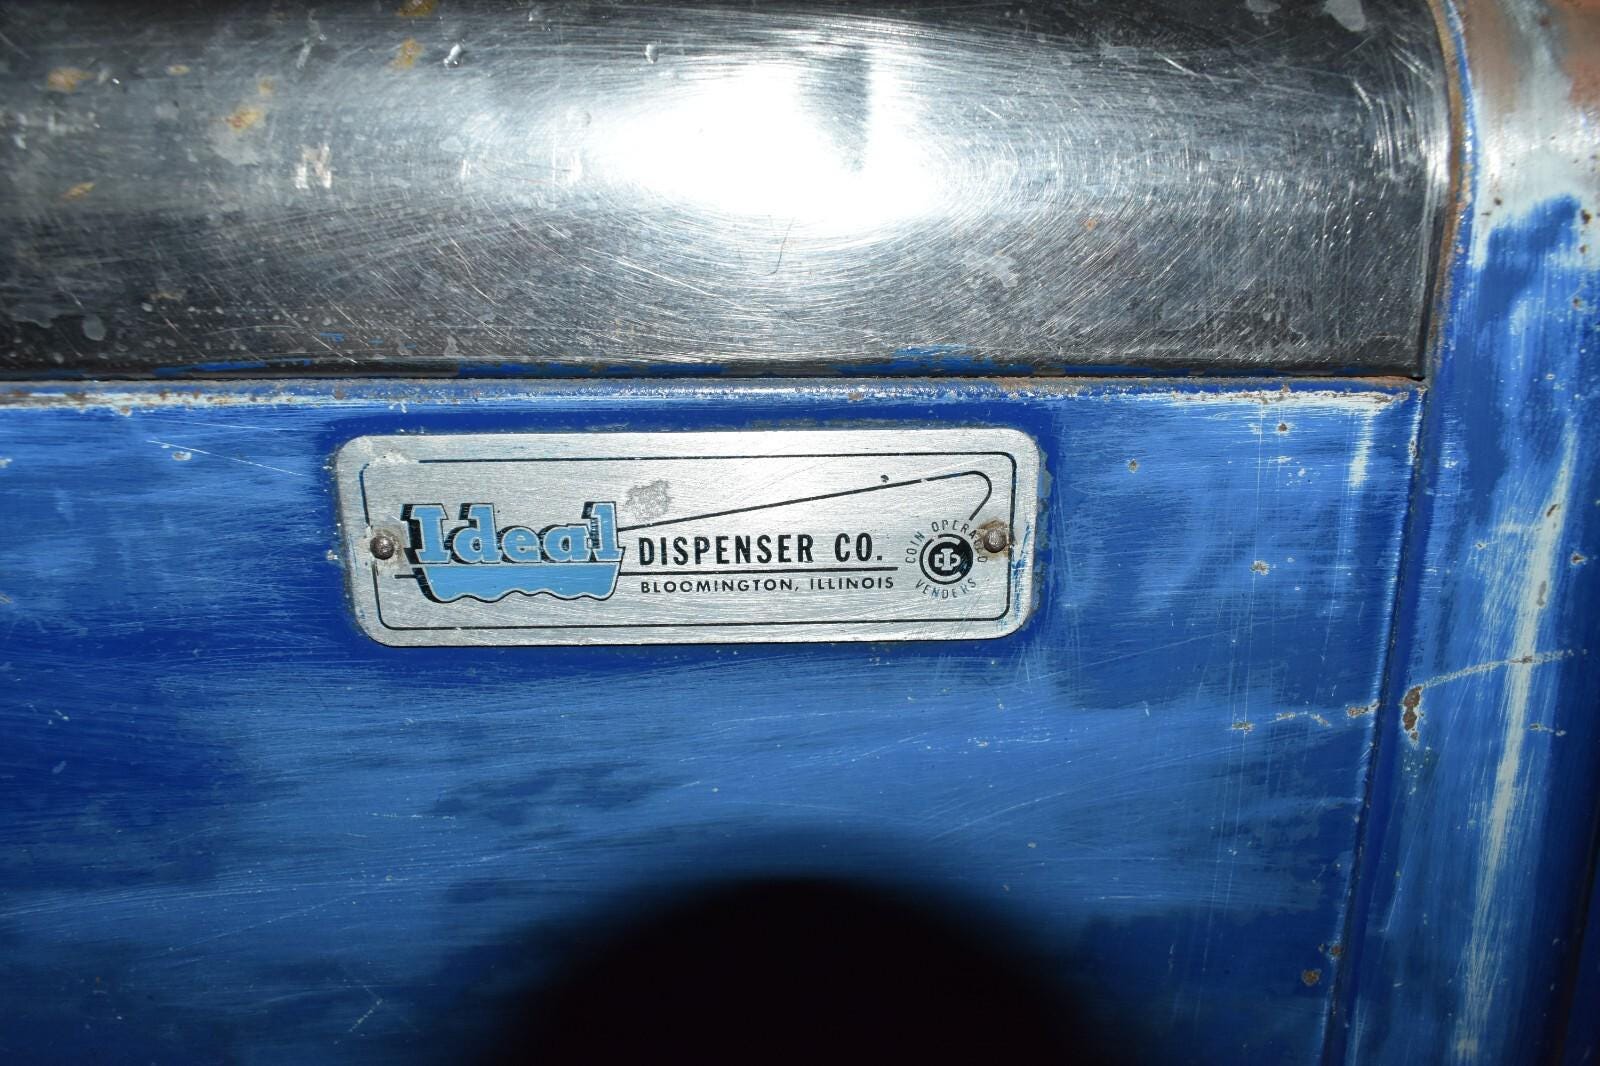 Ideal
DISPENSER CO.
BLOOMINGTON, ILLINOIS
COIN OPERATED
VENDERS